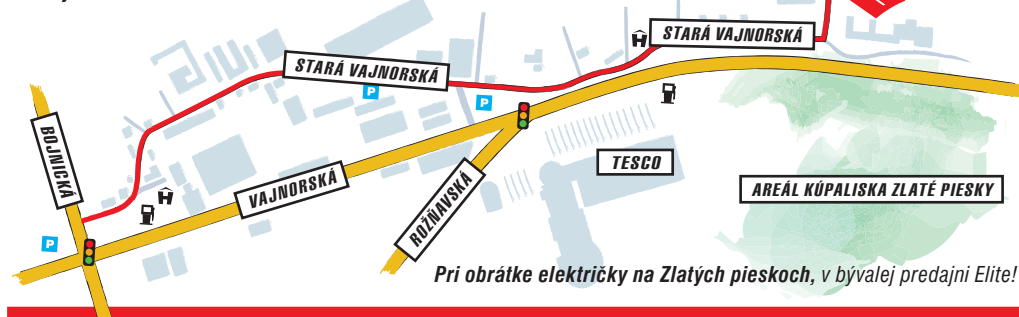 STARÁ VAJNORSKÁ
STARÁ VAJNORSKÁ
P
P
BOJNICKÁ
VAJNORSKÁ
ROŽŇAVSKÁ
TESCO
AREÁL KÚPALISKA ZLATÉ PIESKY
P
Pri obrátke električky na Zlatých pieskoch, v bývalej predajni Elite!